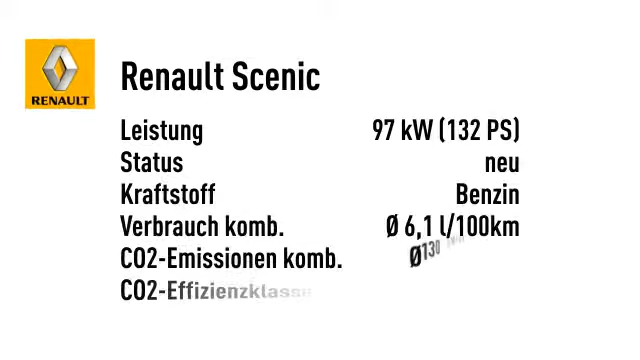 RENAULT
Renault Scenic
Leistung 97 kW (132 PS)
Status neu
Kraftstoff Benzin
Verbrauch komb. Ø 6,1 l/100km
CO2-Emissionen komb. Ø130
CO2-Effizienzklasse